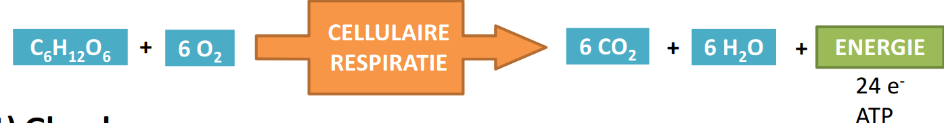 C₆H₁₂O₆ + 6 O₂ CELLULAIRE RESPIRATIE 6 CO₂ + 6 H₂O + ENERGIE
24 e⁻
ATP